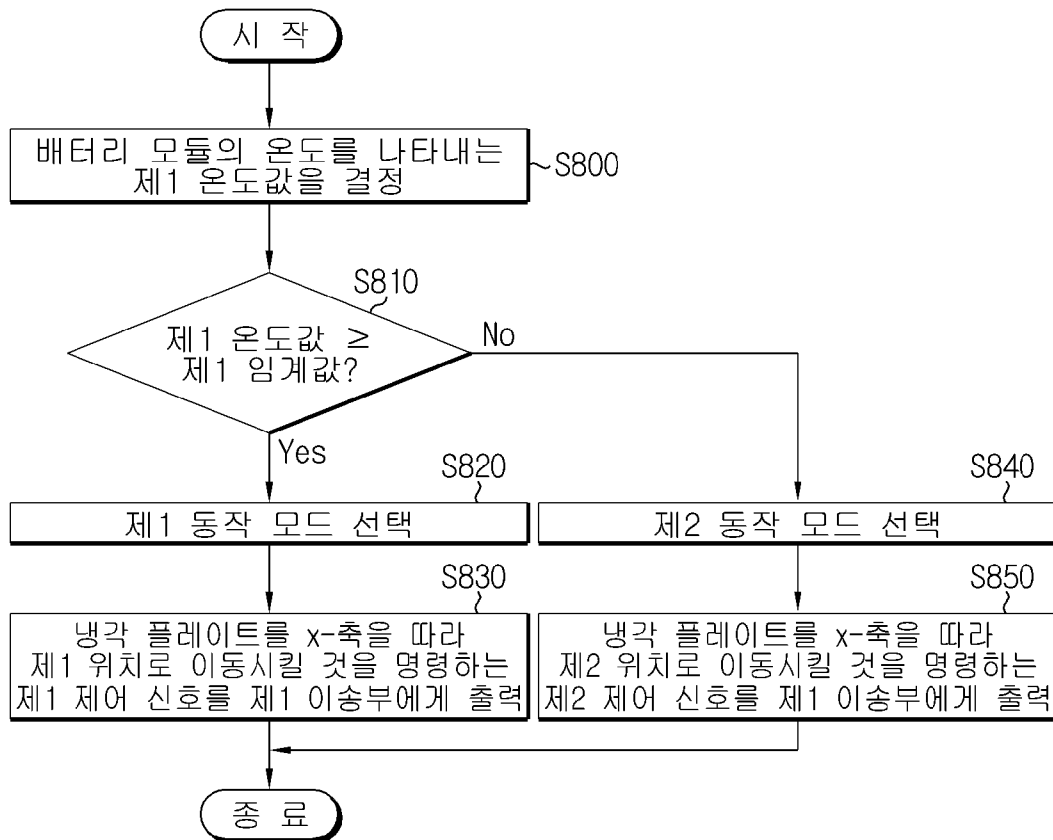 시 작
배터리 모듈의 온도를 나타내는
제1 온도값을 결정
S800
S810
제1 온도값 ≥
제1 임계값?
No
Yes
S820
제1 동작 모드 선택
S840
제2 동작 모드 선택
S830
냉각 플레이트를 x-축을 따라
제1 위치로 이동시킬 것을 명령하는
제1 제어 신호를 제1 이송부에게 출력
S850
냉각 플레이트를 x-축을 따라
제2 위치로 이동시킬 것을 명령하는
제2 제어 신호를 제1 이송부에게 출력
종 료